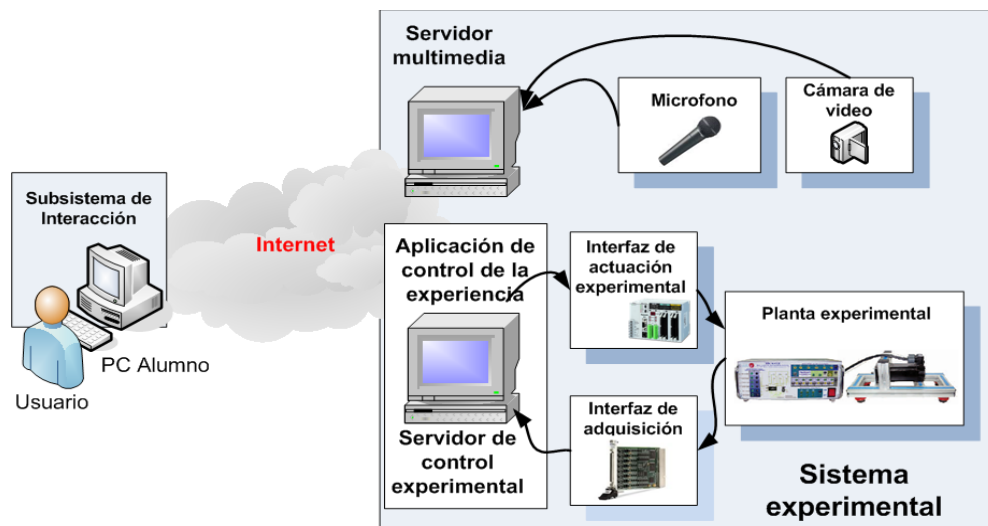 Servidor
multimedia
Microfono
Cámara de
video
Subsistema de
Interacción
PC Alumno
Usuario
Internet
Aplicación de
control de la
experiencia
Servidor de
control
experimental
Interfaz de
actuación
experimental
Interfaz de
adquisición
Planta experimental
Sistema
experimental